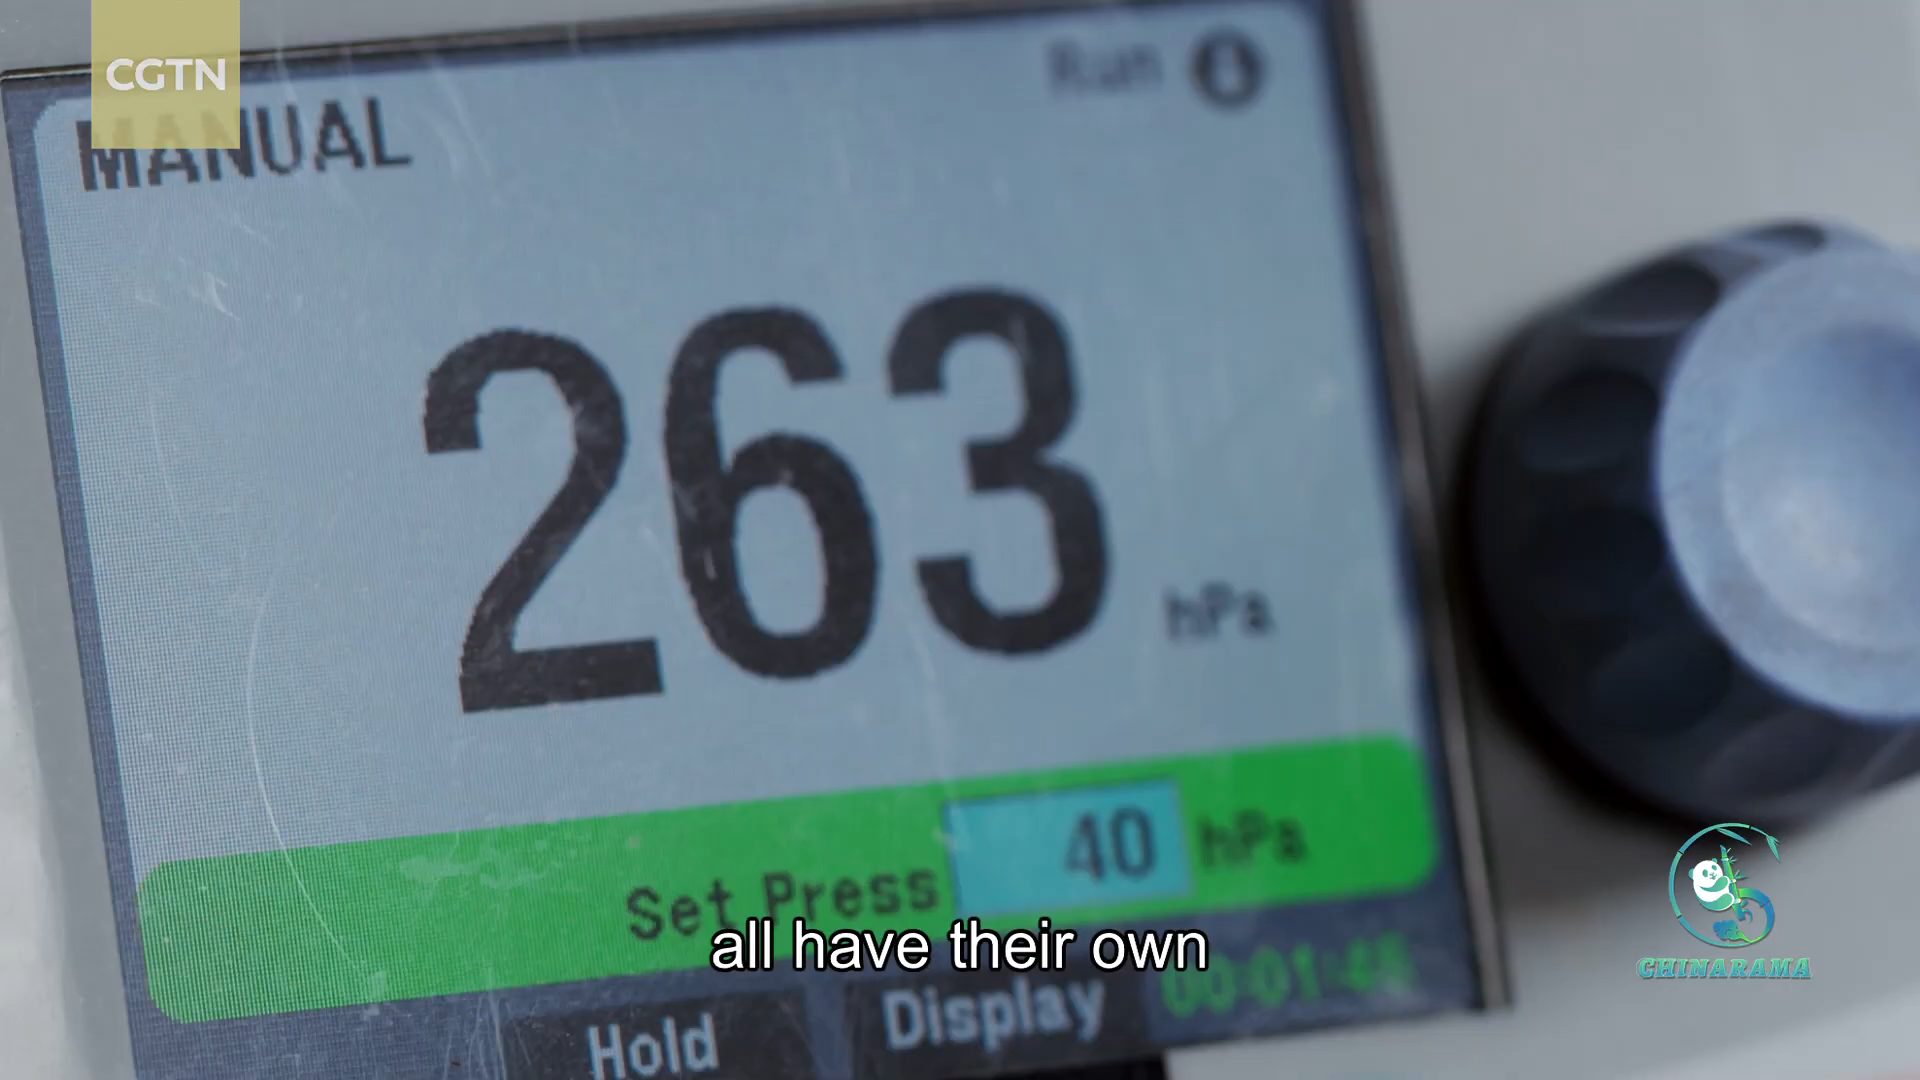 CGTN
Run
MANUAL
263
hPa
Set Press 40 hPa
all have their own
Display
Hold
CHINARAMA